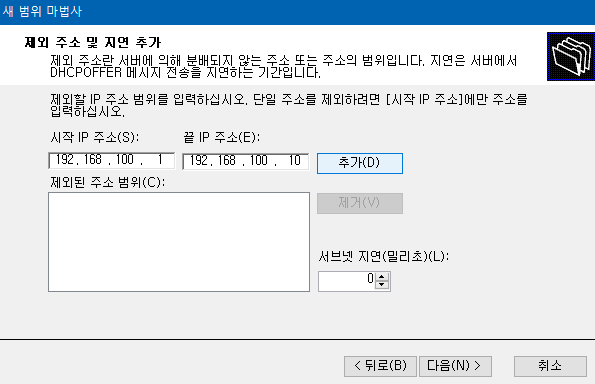 새 범위 마법사
제외 주소 및 지연 추가
제외 주소란 서버에 의해 분배되지 않는 주소 또는 주소의 범위입니다. 지연은 서버에서
DHCPOFFER 메시지 전송을 지연하는 기간입니다.
제외할 IP 주소 범위를 입력하십시오. 단일 주소를 제외하려면 [시작 IP 주소]에만 주소를
입력하십시오.
시작 IP 주소(S): 끝 IP 주소(E):
192 . 168 . 100 . 1 192 . 168 . 100 . 10 추가(D)
제외된 주소 범위(C): 제거(V)
서브넷 지연(밀리초)(L):
0
< 뒤로(B) 다음(N) > 취소